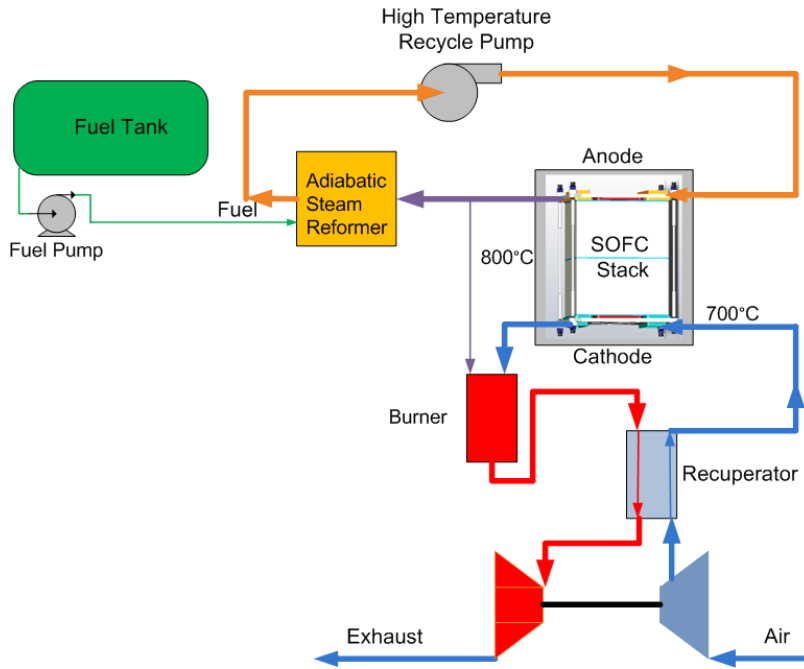 High Temperature
Recycle Pump
Fuel Tank
Anode
Adiabatic
Steam
Reformer
Fuel
Fuel Pump
800°C
SOFC
Stack
700°C
Cathode
Burner
Recuperator
Exhaust
Air